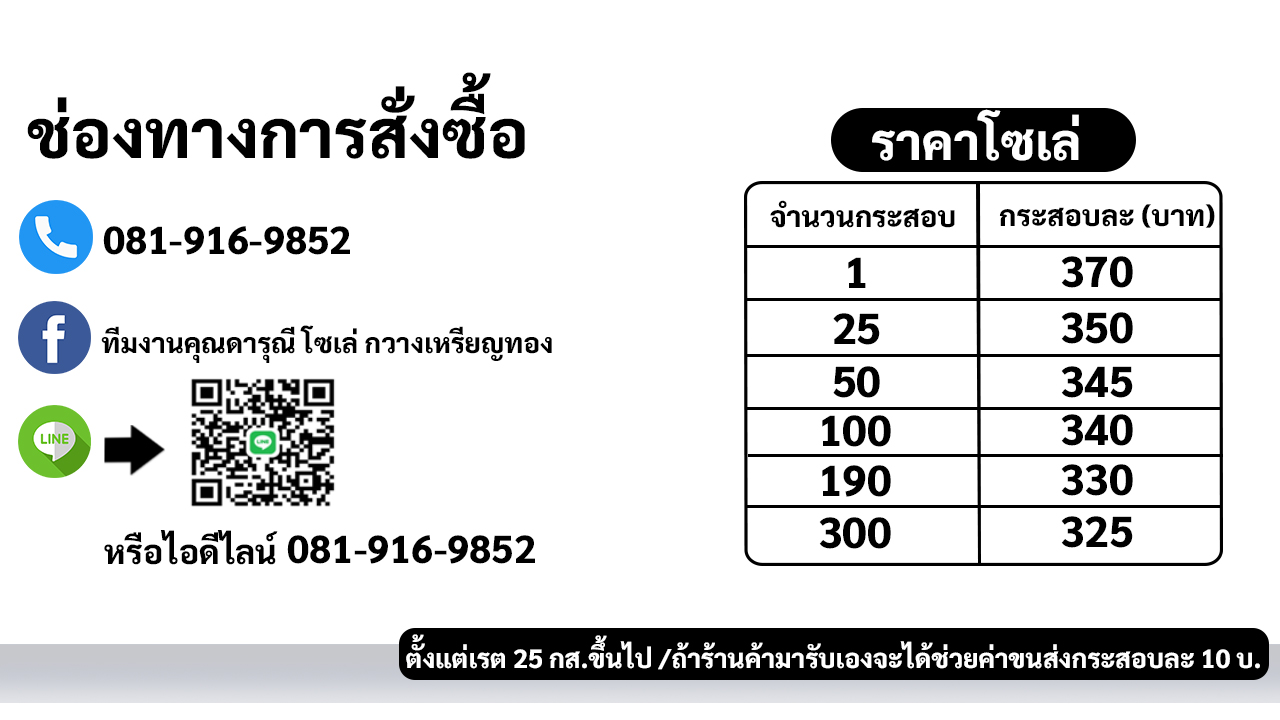 ช่องทางการสั่งซื้อ
081-916-9852
ทีมงานคุณดารุณี โซเล่ กวางเหรียญทอง
LINE
หรือไอดีไลน์ 081-916-9852
ราคาโซเล่
จำนวนกระสอบ กระสอบละ (บาท)
1 370
25 350
50 345
100 340
190 330
300 325
ตั้งแต่เรต 25 กส.ขึ้นไป /ถ้าร้านค้ามารับเองจะได้ช่วยค่าขนส่งกระสอบละ 10 บ.